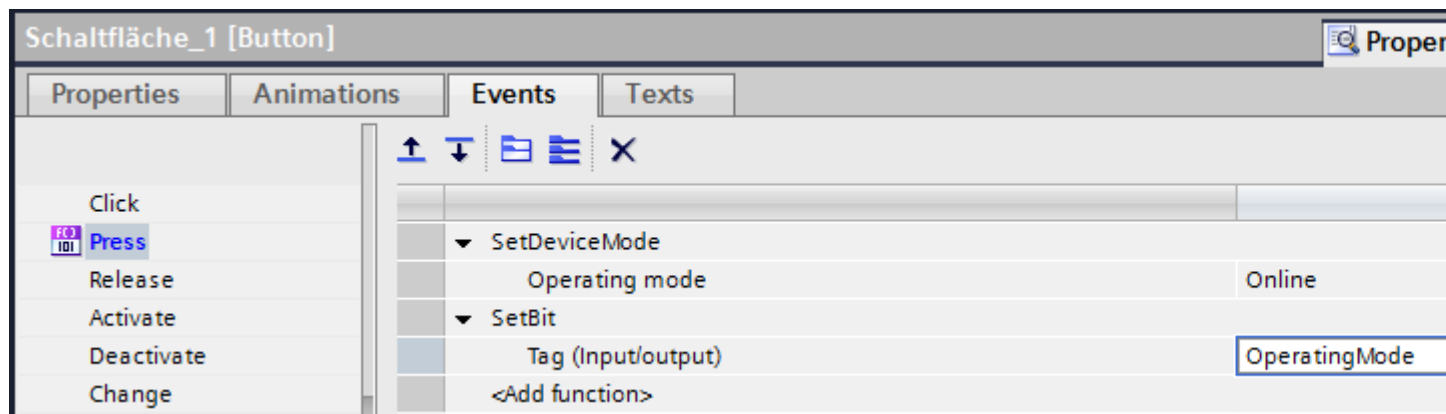 Schaltfläche_1 [Button]
Proper
Properties Animations Events Texts
Click
Press
Release
Activate
Deactivate
Change
SetDeviceMode
Operating mode Online
SetBit
Tag (Input/output) OperatingMode
<Add function>